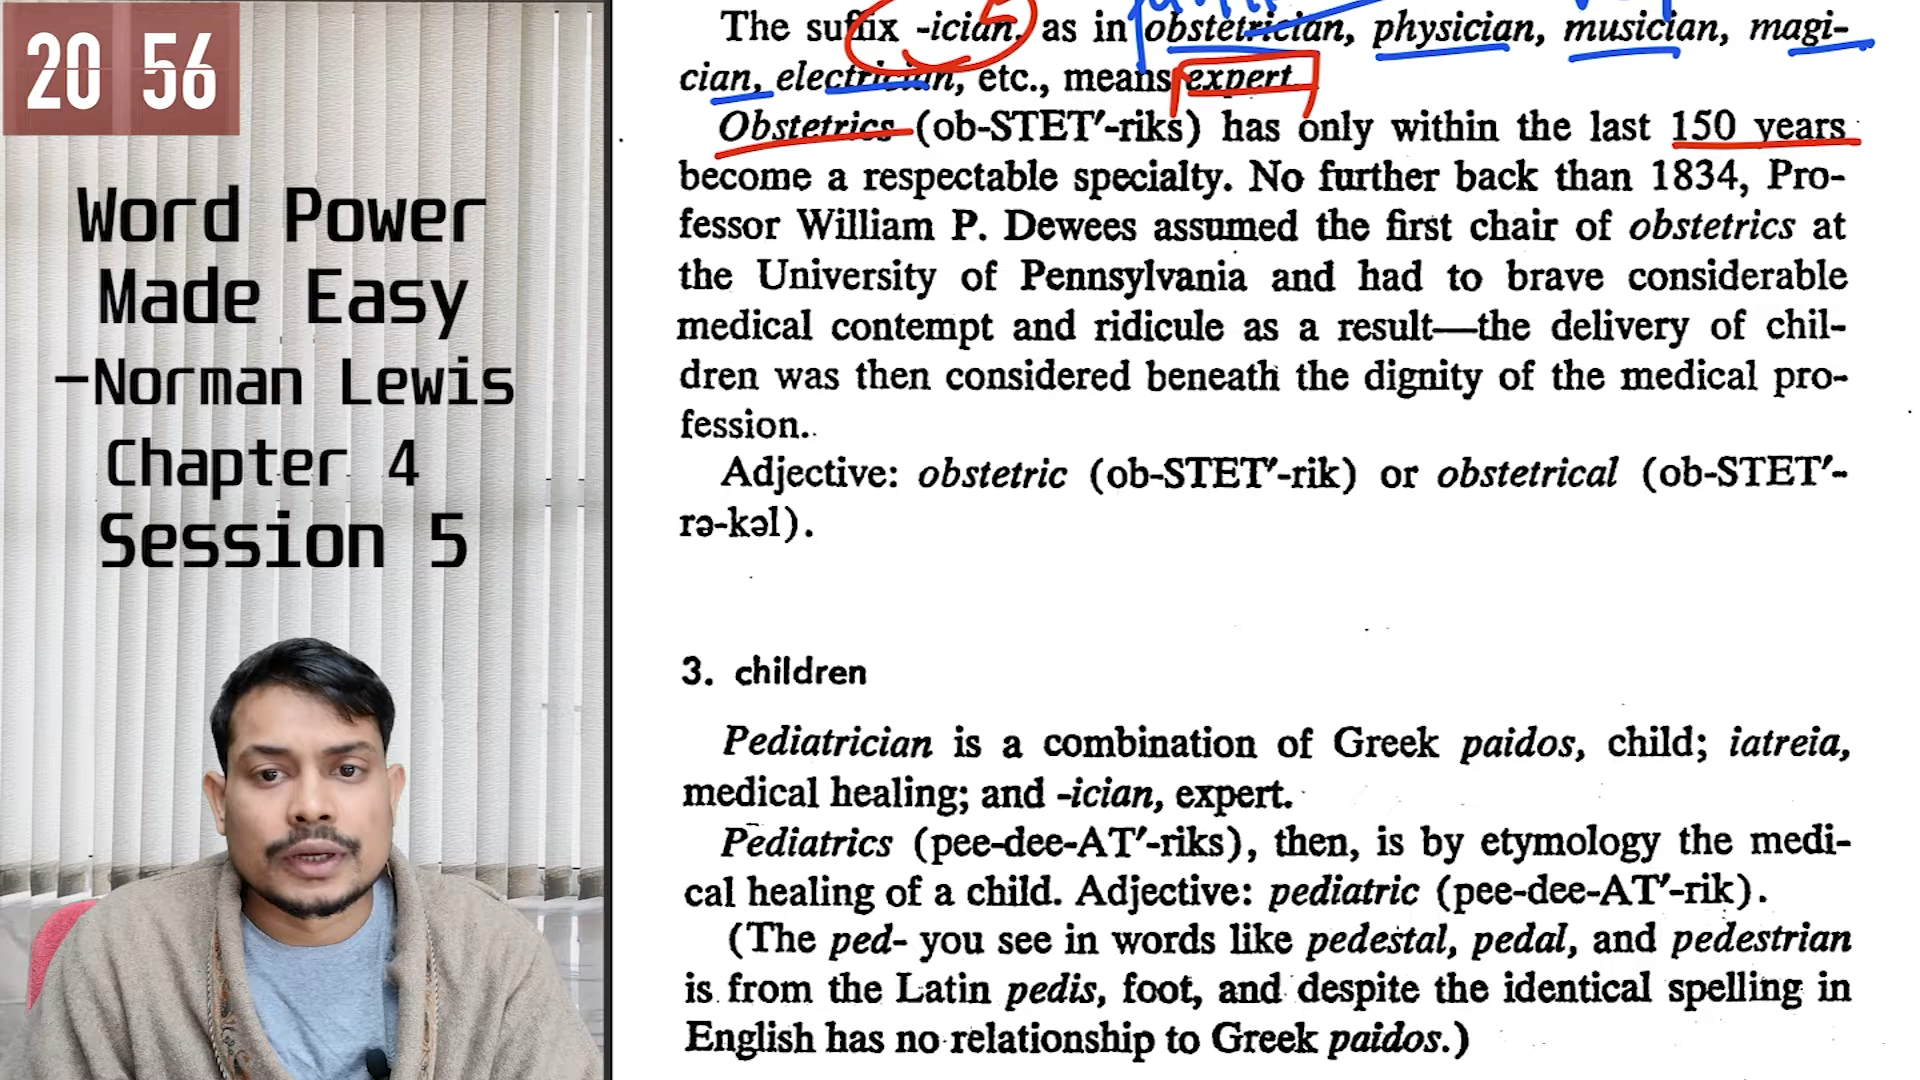 20 56
Word Power
Made Easy
-Norman Lewis
Chapter 4
Session 5
The suffix -ician, as in obstetrician, physician, musician, magi-
cian, electrician, etc., means expert.
Obstetrics (ob-STET′-riks) has only within the last 150 years
become a respectable specialty. No further back than 1834, Pro-
fessor William P. Dewees assumed the first chair of obstetrics at
the University of Pennsylvania and had to brave considerable
medical contempt and ridicule as a result—the delivery of chil-
dren was then considered beneath the dignity of the medical pro-
fession.
Adjective: obstetric (ob-STET′-rik) or obstetrical (ob-STET′-
rə-kəl).
3. children
Pediatrician is a combination of Greek paidos, child; iatreia,
medical healing; and -ician, expert.
Pediatrics (pee-dee-AT′-riks), then, is by etymology the medi-
cal healing of a child. Adjective: pediatric (pee-dee-AT′-rik).
(The ped- you see in words like pedestal, pedal, and pedestrian
is from the Latin pedis, foot, and despite the identical spelling in
English has no relationship to Greek paidos.)